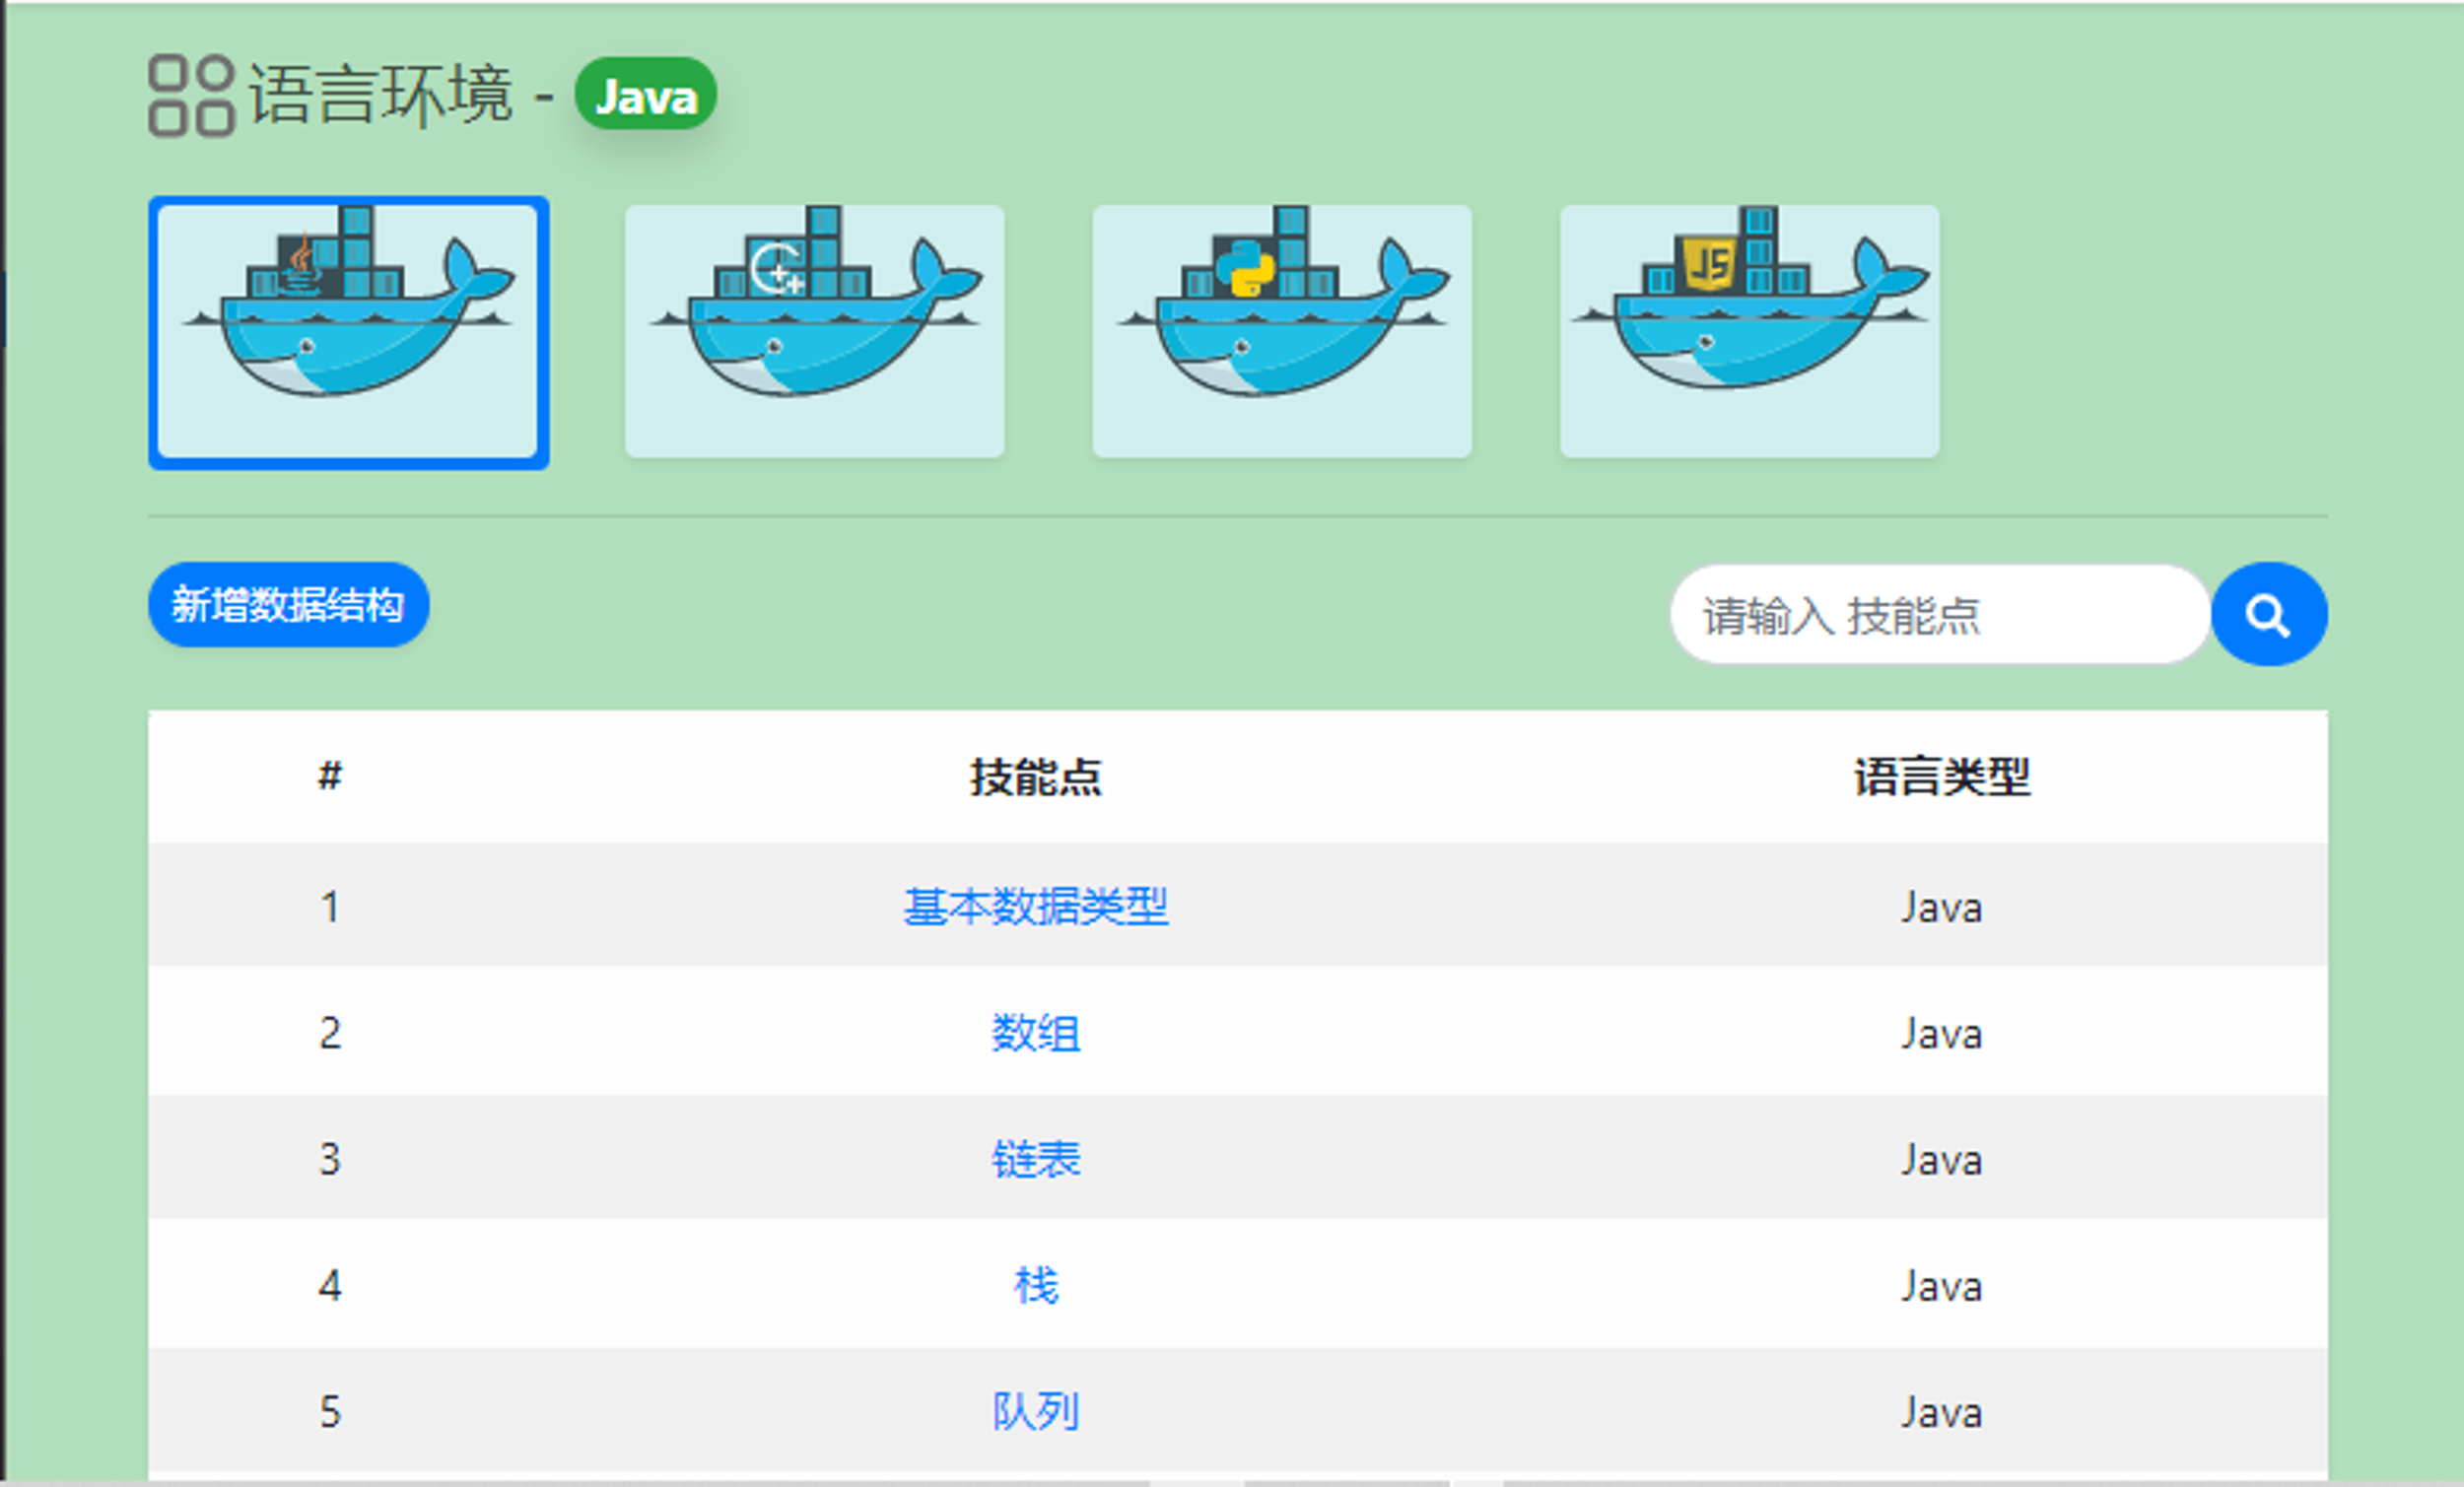 语言环境 - Java
JS
新增数据结构 请输入 技能点
# 技能点 语言类型
1 基本数据类型 Java
2 数组 Java
3 链表 Java
4 栈 Java
5 队列 Java